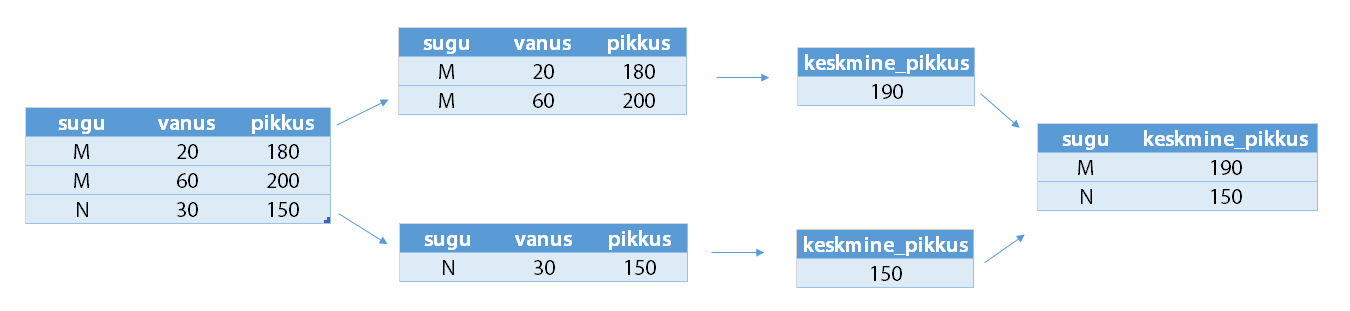 sugu vanus pikkus
M 20 180
M 60 200
N 30 150
sugu vanus pikkus
M 20 180
M 60 200
sugu vanus pikkus
N 30 150
keskmine_pikkus
190
keskmine_pikkus
150
sugu keskmine_pikkus
M 190
N 150